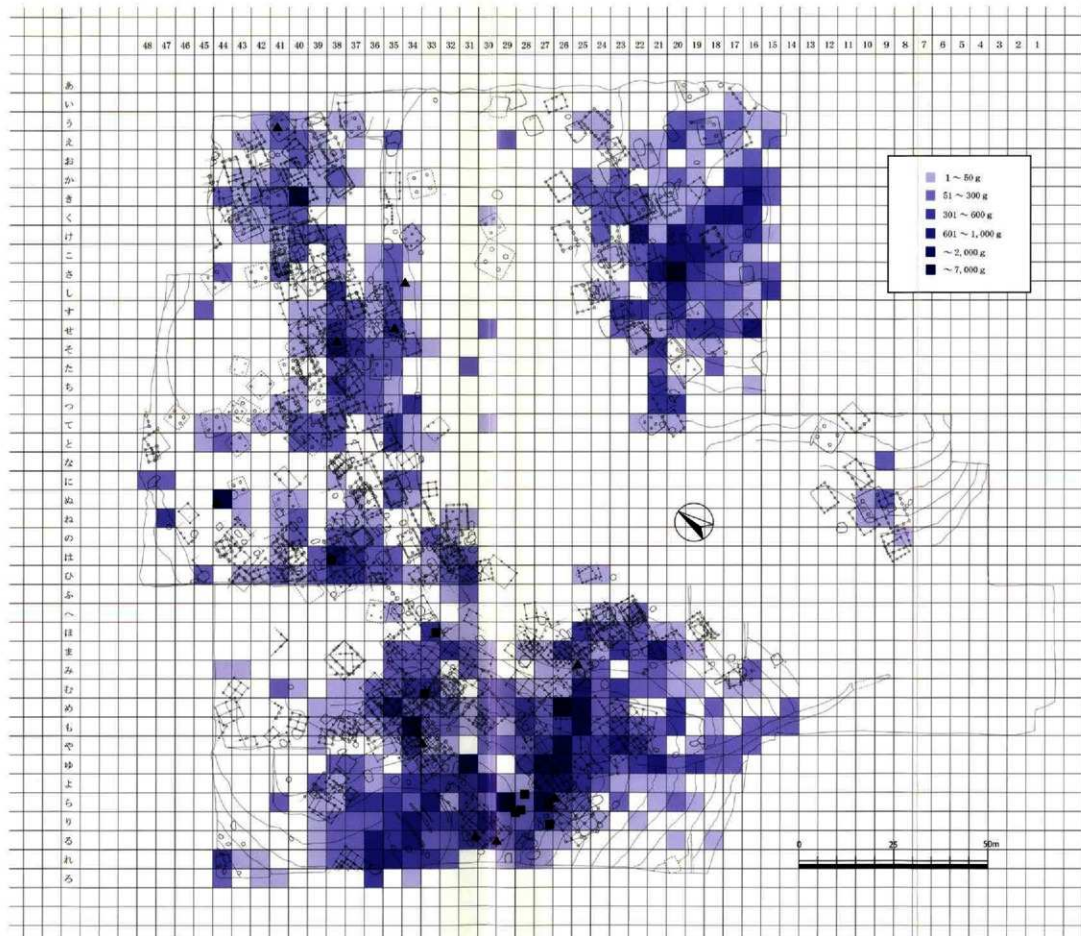 48 47 46 45 44 43 42 41 40 39 38 37 36 35 34 33 32 31 30 29 28 27 26 25 24 23 22 21 20 19 18 17 16 15 14 13 12 11 10 9 8 7 6 5 4 3 2 1
あ
い
う
え
お
か
き
く
け
こ
さ
し
す
せ
そ
た
ち
つ
て
と
な
に
ぬ
ね
の
は
ひ
ふ
へ
ほ
ま
み
む
め
も
や
ゆ
よ
ら
り
る
れ
ろ
1～50g
51～300g
301～600g
601～1,000g
～2,000g
～7,000g
0 25 50m